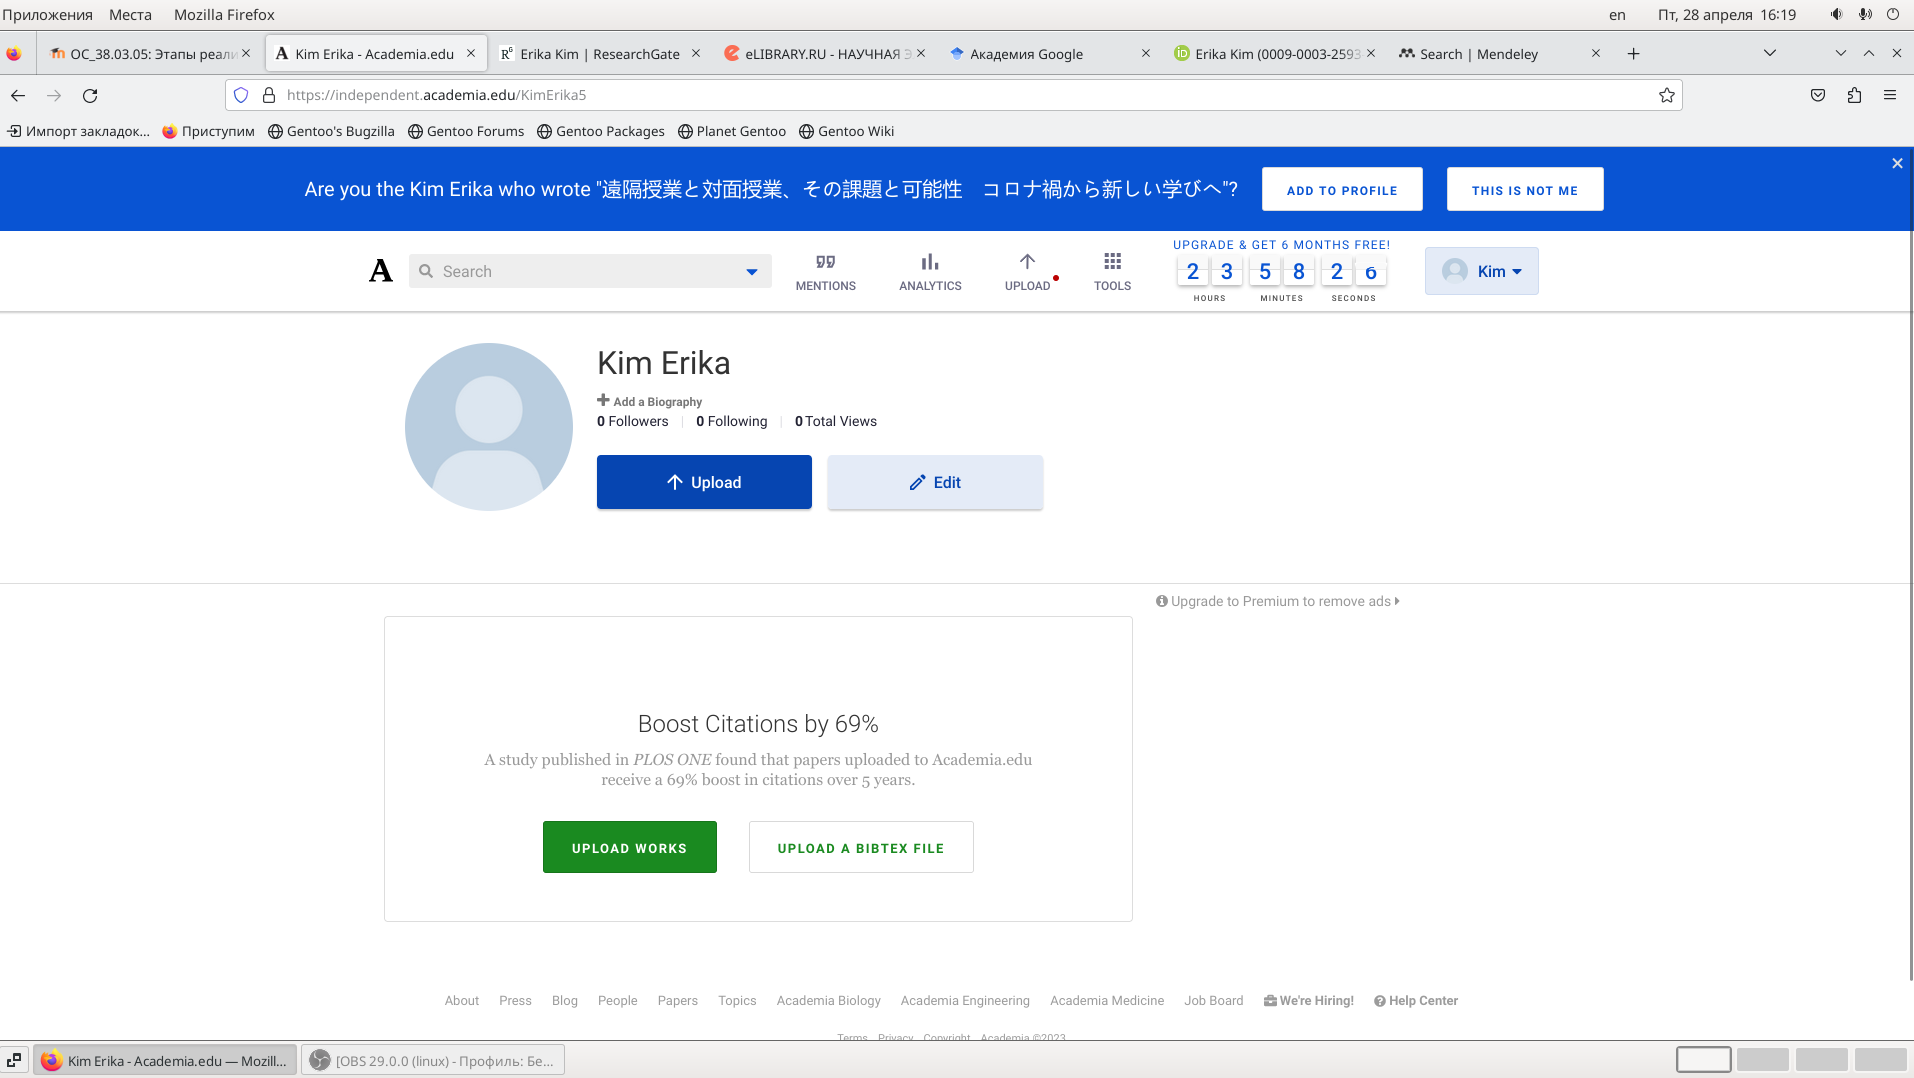 Приложения Места Mozilla Firefox en Пт, 28 апреля 16:19
ОС_38.03.05: Этапы реали Kim Erika - Academia.edu Erika Kim | ResearchGate eLIBRARY.RU - НАУЧНАЯ Э Академия Google Erika Kim (0009-0003-2593- Search | Mendeley
https://independent.academia.edu/KimErika5
Импорт закладок... Приступим Gentoo's Bugzilla Gentoo Forums Gentoo Packages Planet Gentoo Gentoo Wiki
Are you the Kim Erika who wrote "遠隔授業と対面授業、その課題と可能性　コロナ禍から新しい学びへ"? ADD TO PROFILE THIS IS NOT ME
UPGRADE & GET 6 MONTHS FREE!
A Search MENTIONS ANALYTICS UPLOAD TOOLS 23 58 26 Kim
HOURS MINUTES SECONDS
Kim Erika
Add a Biography
0 Followers 0 Following 0 Total Views
Upload Edit
Upgrade to Premium to remove ads
Boost Citations by 69%
A study published in PLOS ONE found that papers uploaded to Academia.edu
receive a 69% boost in citations over 5 years.
UPLOAD WORKS UPLOAD A BIBTEX FILE
About Press Blog People Papers Topics Academia Biology Academia Engineering Academia Medicine Job Board We're Hiring! Help Center
Terms Privacy Copyright Academia ©2023
Kim Erika - Academia.edu — Mozill... [OBS 29.0.0 (linux) - Профиль: Бе...